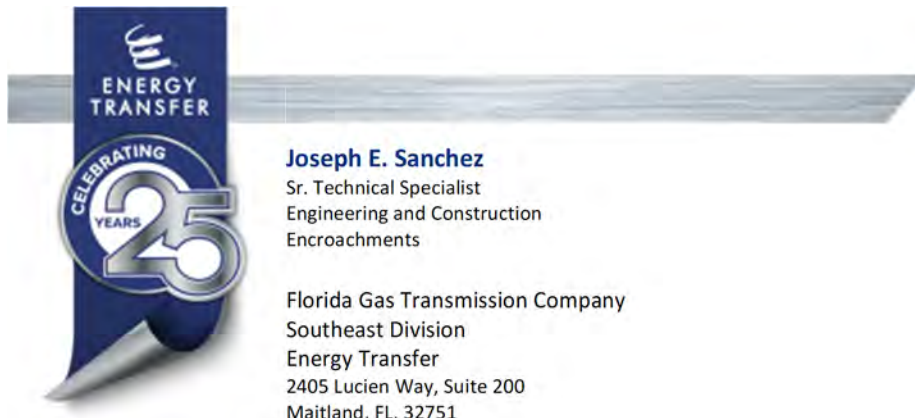 ENERGY
TRANSFER
CELEBRATING
25
YEARS
Joseph E. Sanchez
Sr. Technical Specialist
Engineering and Construction
Encroachments
Florida Gas Transmission Company
Southeast Division
Energy Transfer
2405 Lucien Way, Suite 200
Maitland, FL, 32751